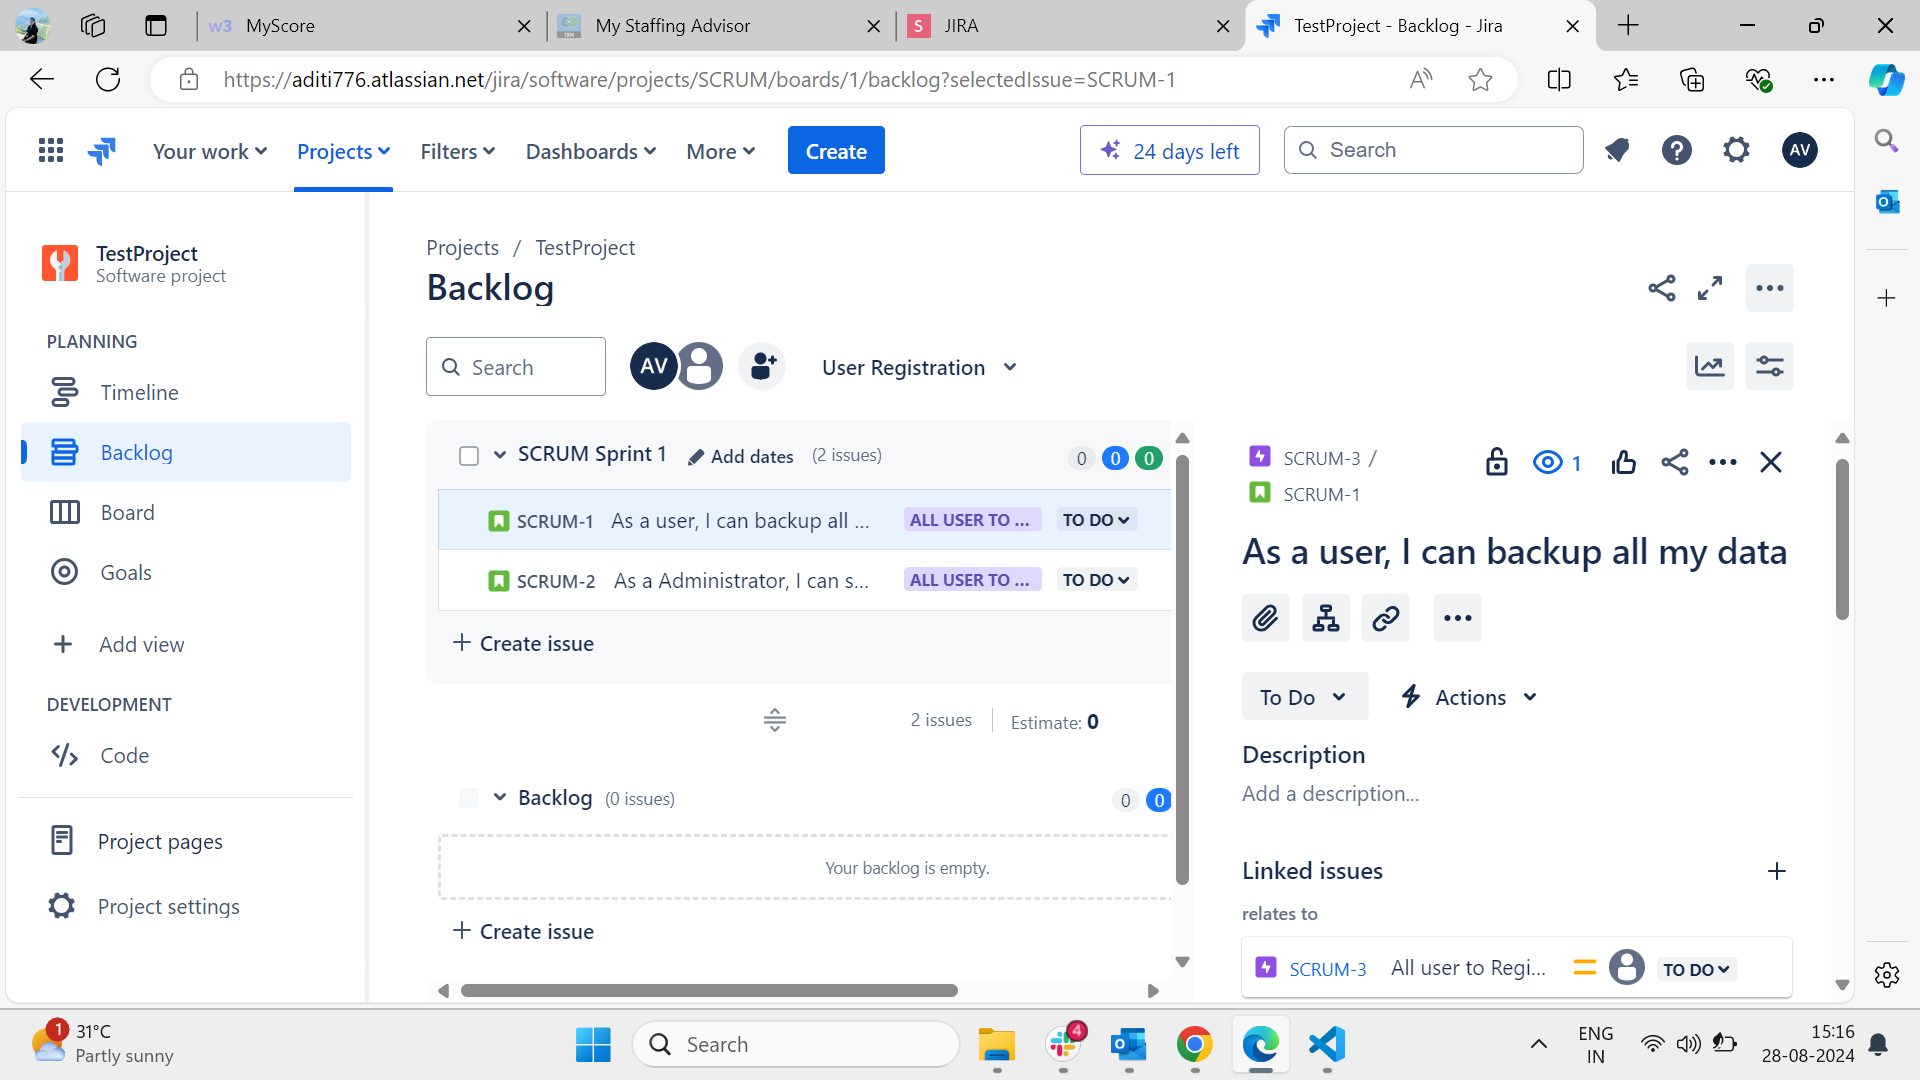 MyScore
My Staffing Advisor
JIRA
TestProject - Backlog - Jira
https://aditi776.atlassian.net/jira/software/projects/SCRUM/boards/1/backlog?selectedIssue=SCRUM-1
Your work
Projects
Filters
Dashboards
More
Create
24 days left
Search
AV
TestProject
Software project
PLANNING
Timeline
Backlog
Board
Goals
Add view
DEVELOPMENT
Code
Project pages
Project settings
Projects / TestProject
Backlog
Search
AV
User Registration
SCRUM Sprint 1 Add dates (2 issues) 0 0 0
SCRUM-1 As a user, I can backup all ... ALL USER TO ... TO DO
SCRUM-2 As a Administrator, I can s... ALL USER TO ... TO DO
+ Create issue
2 issues Estimate: 0
Backlog (0 issues) 0 0
Your backlog is empty.
+ Create issue
SCRUM-3 /
SCRUM-1
1
As a user, I can backup all my data
To Do
Actions
Description
Add a description...
Linked issues
relates to
SCRUM-3 All user to Regi... TO DO
1
31°C
Partly sunny
Search
4
ENG
IN
15:16
28-08-2024